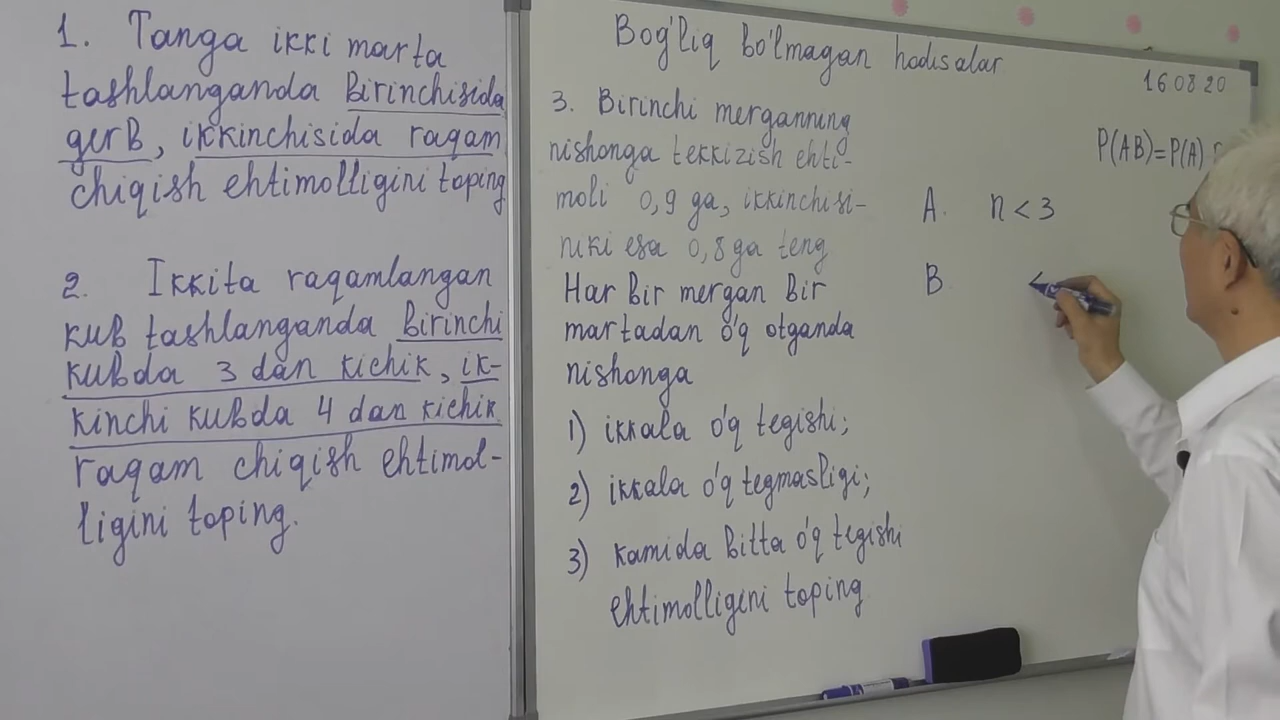 1. Tanga ikki marta
tashlanganda birinchisida
gerb, ikkinchisida raqam
chiqish ehtimolligini toping
2. Ikkita raqamlangan
kub tashlanganda birinchi
kubda 3 dan kichik, ik-
kinchi kubda 4 dan kichik
raqam chiqish ehtimol-
ligini toping.
Bog'liq bo'lmagan hodisalar
16 08 20
3. Birinchi merganning
nishonga tekkizish ehti-
moli 0,9 ga, ikkinchisi-
niki esa 0,8 ga teng
Har bir mergan bir
martadan o'q otganda
nishonga
1) ikkala o'q tegishi;
2) ikkala o'q tegmasligi;
3) kamida bitta o'q tegishi
ehtimolligini toping
P(AB)=P(A)
A. n < 3
B. <